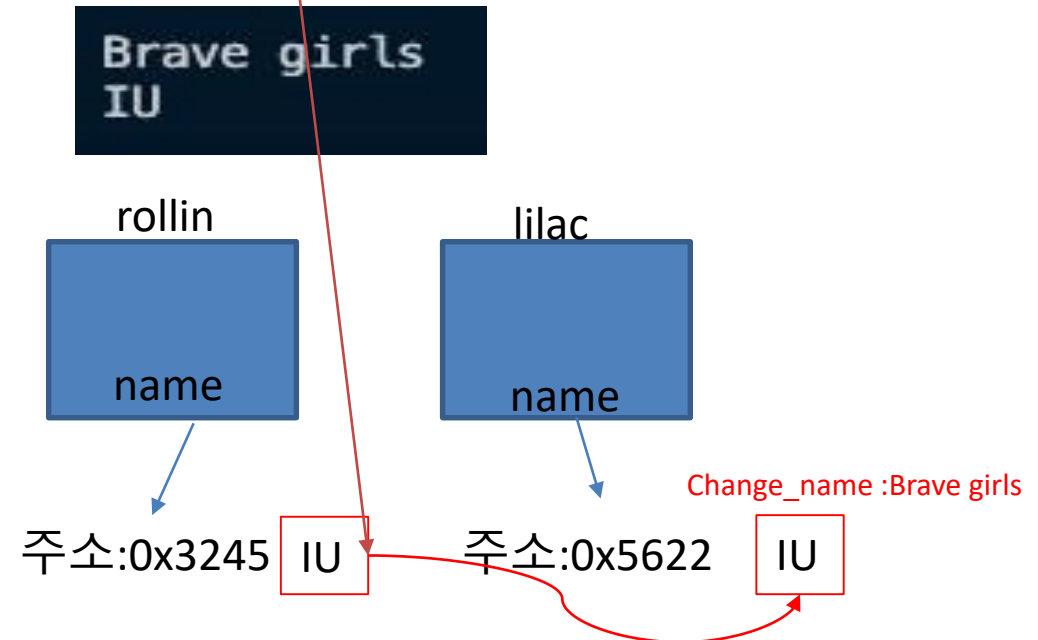 Brave girls
IU
rollin
lilac
name
name
Change_name :Brave girls
주소:0x3245
IU
주소:0x5622
IU